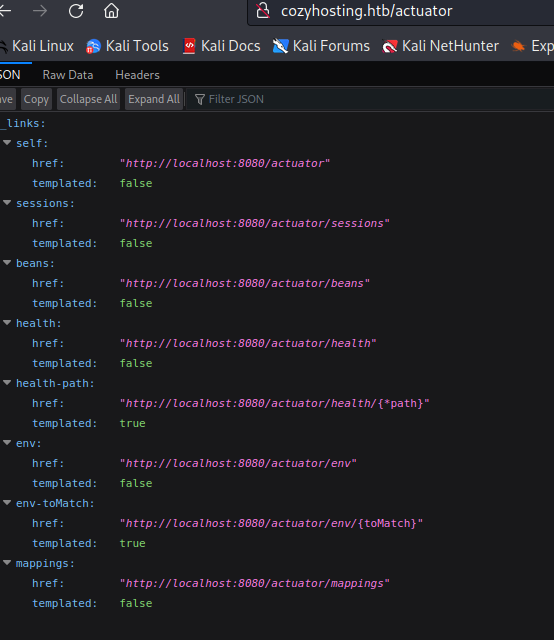 cozyhosting.htb/actuator
Kali Linux Kali Tools Kali Docs Kali Forums Kali NetHunter Exp
SON Raw Data Headers
ave Copy Collapse All Expand All Filter JSON
_links:
self:
href: "http://localhost:8080/actuator"
templated: false
sessions:
href: "http://localhost:8080/actuator/sessions"
templated: false
beans:
href: "http://localhost:8080/actuator/beans"
templated: false
health:
href: "http://localhost:8080/actuator/health"
templated: false
health-path:
href: "http://localhost:8080/actuator/health/{*path}"
templated: true
env:
href: "http://localhost:8080/actuator/env"
templated: false
env-toMatch:
href: "http://localhost:8080/actuator/env/{toMatch}"
templated: true
mappings:
href: "http://localhost:8080/actuator/mappings"
templated: false